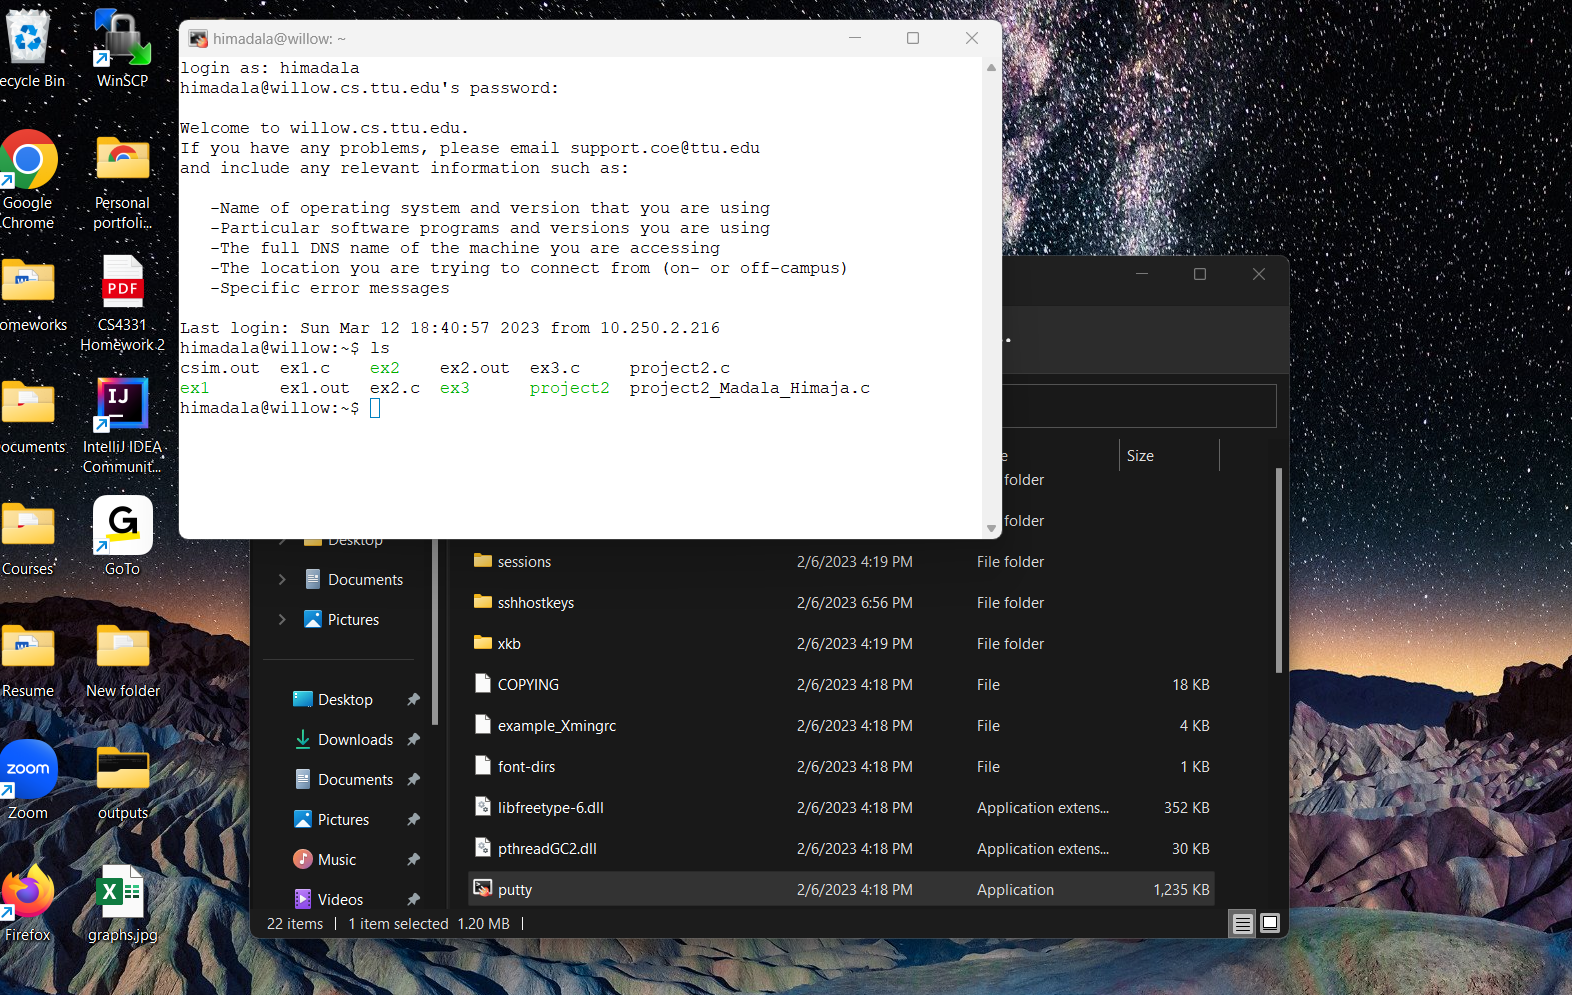 himadala@willow: ~
login as: himadala
himadala@willow.cs.ttu.edu's password:
Welcome to willow.cs.ttu.edu.
If you have any problems, please email support.coe@ttu.edu
and include any relevant information such as:
-Name of operating system and version that you are using
-Particular software programs and versions you are using
-The full DNS name of the machine you are accessing
-The location you are trying to connect from (on- or off-campus)
-Specific error messages
Last login: Sun Mar 12 18:40:57 2023 from 10.250.2.216
himadala@willow:~$ ls
csim.out ex1.c ex2 ex2.out ex3.c project2.c
ex1 ex1.out ex2.c ex3 project2 project2_Madala_Himaja.c
himadala@willow:~$
ecycle Bin
WinSCP
Google
Chrome
Personal
portfoli...
omeworks
PDF
CS4331
Homework 2
ocuments
IJ
IntelliJ IDEA
Communit...
Courses
G
GoTo
Resume
New folder
zoom
Zoom
outputs
Firefox
graphs.jpg
e
Size
folder
folder
Desktop
Documents
Pictures
Desktop
Downloads
Documents
Pictures
Music
Videos
sessions 2/6/2023 4:19 PM File folder
sshhostkeys 2/6/2023 6:56 PM File folder
xkb 2/6/2023 4:19 PM File folder
COPYING 2/6/2023 4:18 PM File 18 KB
example_Xmingrc 2/6/2023 4:18 PM File 4 KB
font-dirs 2/6/2023 4:18 PM File 1 KB
libfreetype-6.dll 2/6/2023 4:18 PM Application extens... 352 KB
pthreadGC2.dll 2/6/2023 4:18 PM Application extens... 30 KB
putty 2/6/2023 4:18 PM Application 1,235 KB
22 items 1 item selected 1.20 MB